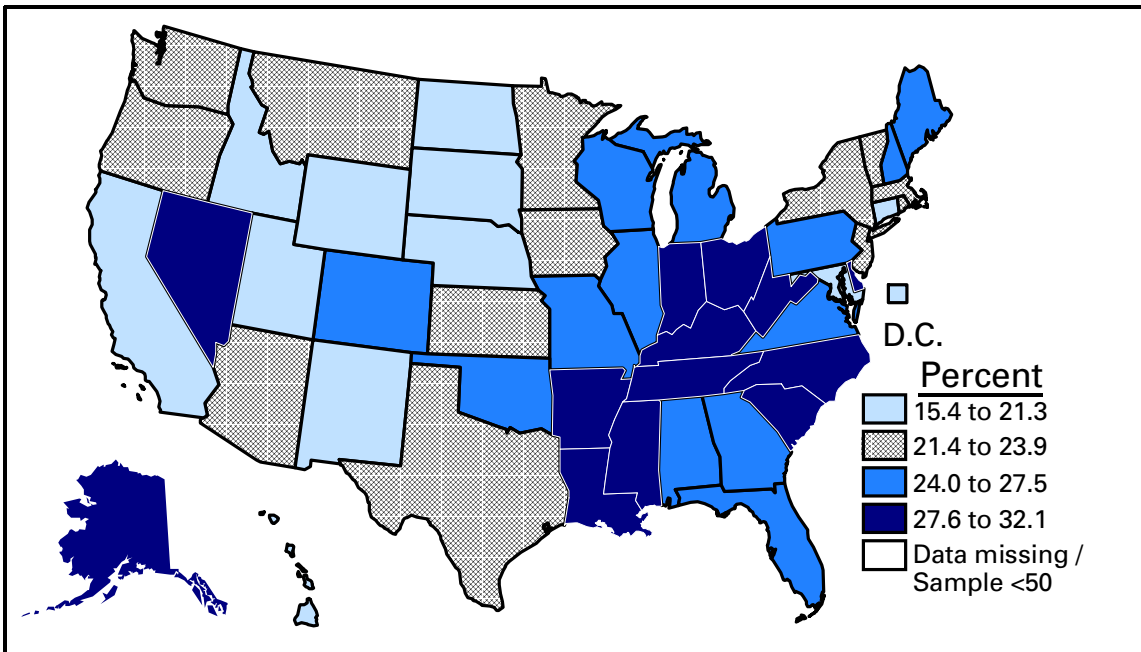 D.C.
Percent
15.4 to 21.3
21.4 to 23.9
24.0 to 27.5
27.6 to 32.1
Data missing /
Sample <50